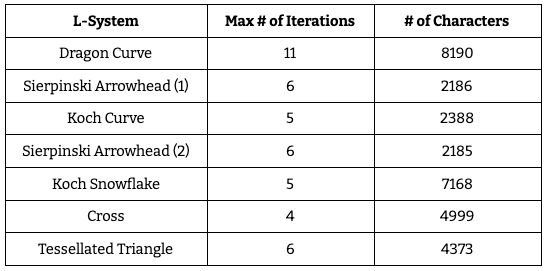 L-System Max # of Iterations # of Characters
Dragon Curve 11 8190
Sierpinski Arrowhead (1) 6 2186
Koch Curve 5 2388
Sierpinski Arrowhead (2) 6 2185
Koch Snowflake 5 7168
Cross 4 4999
Tessellated Triangle 6 4373